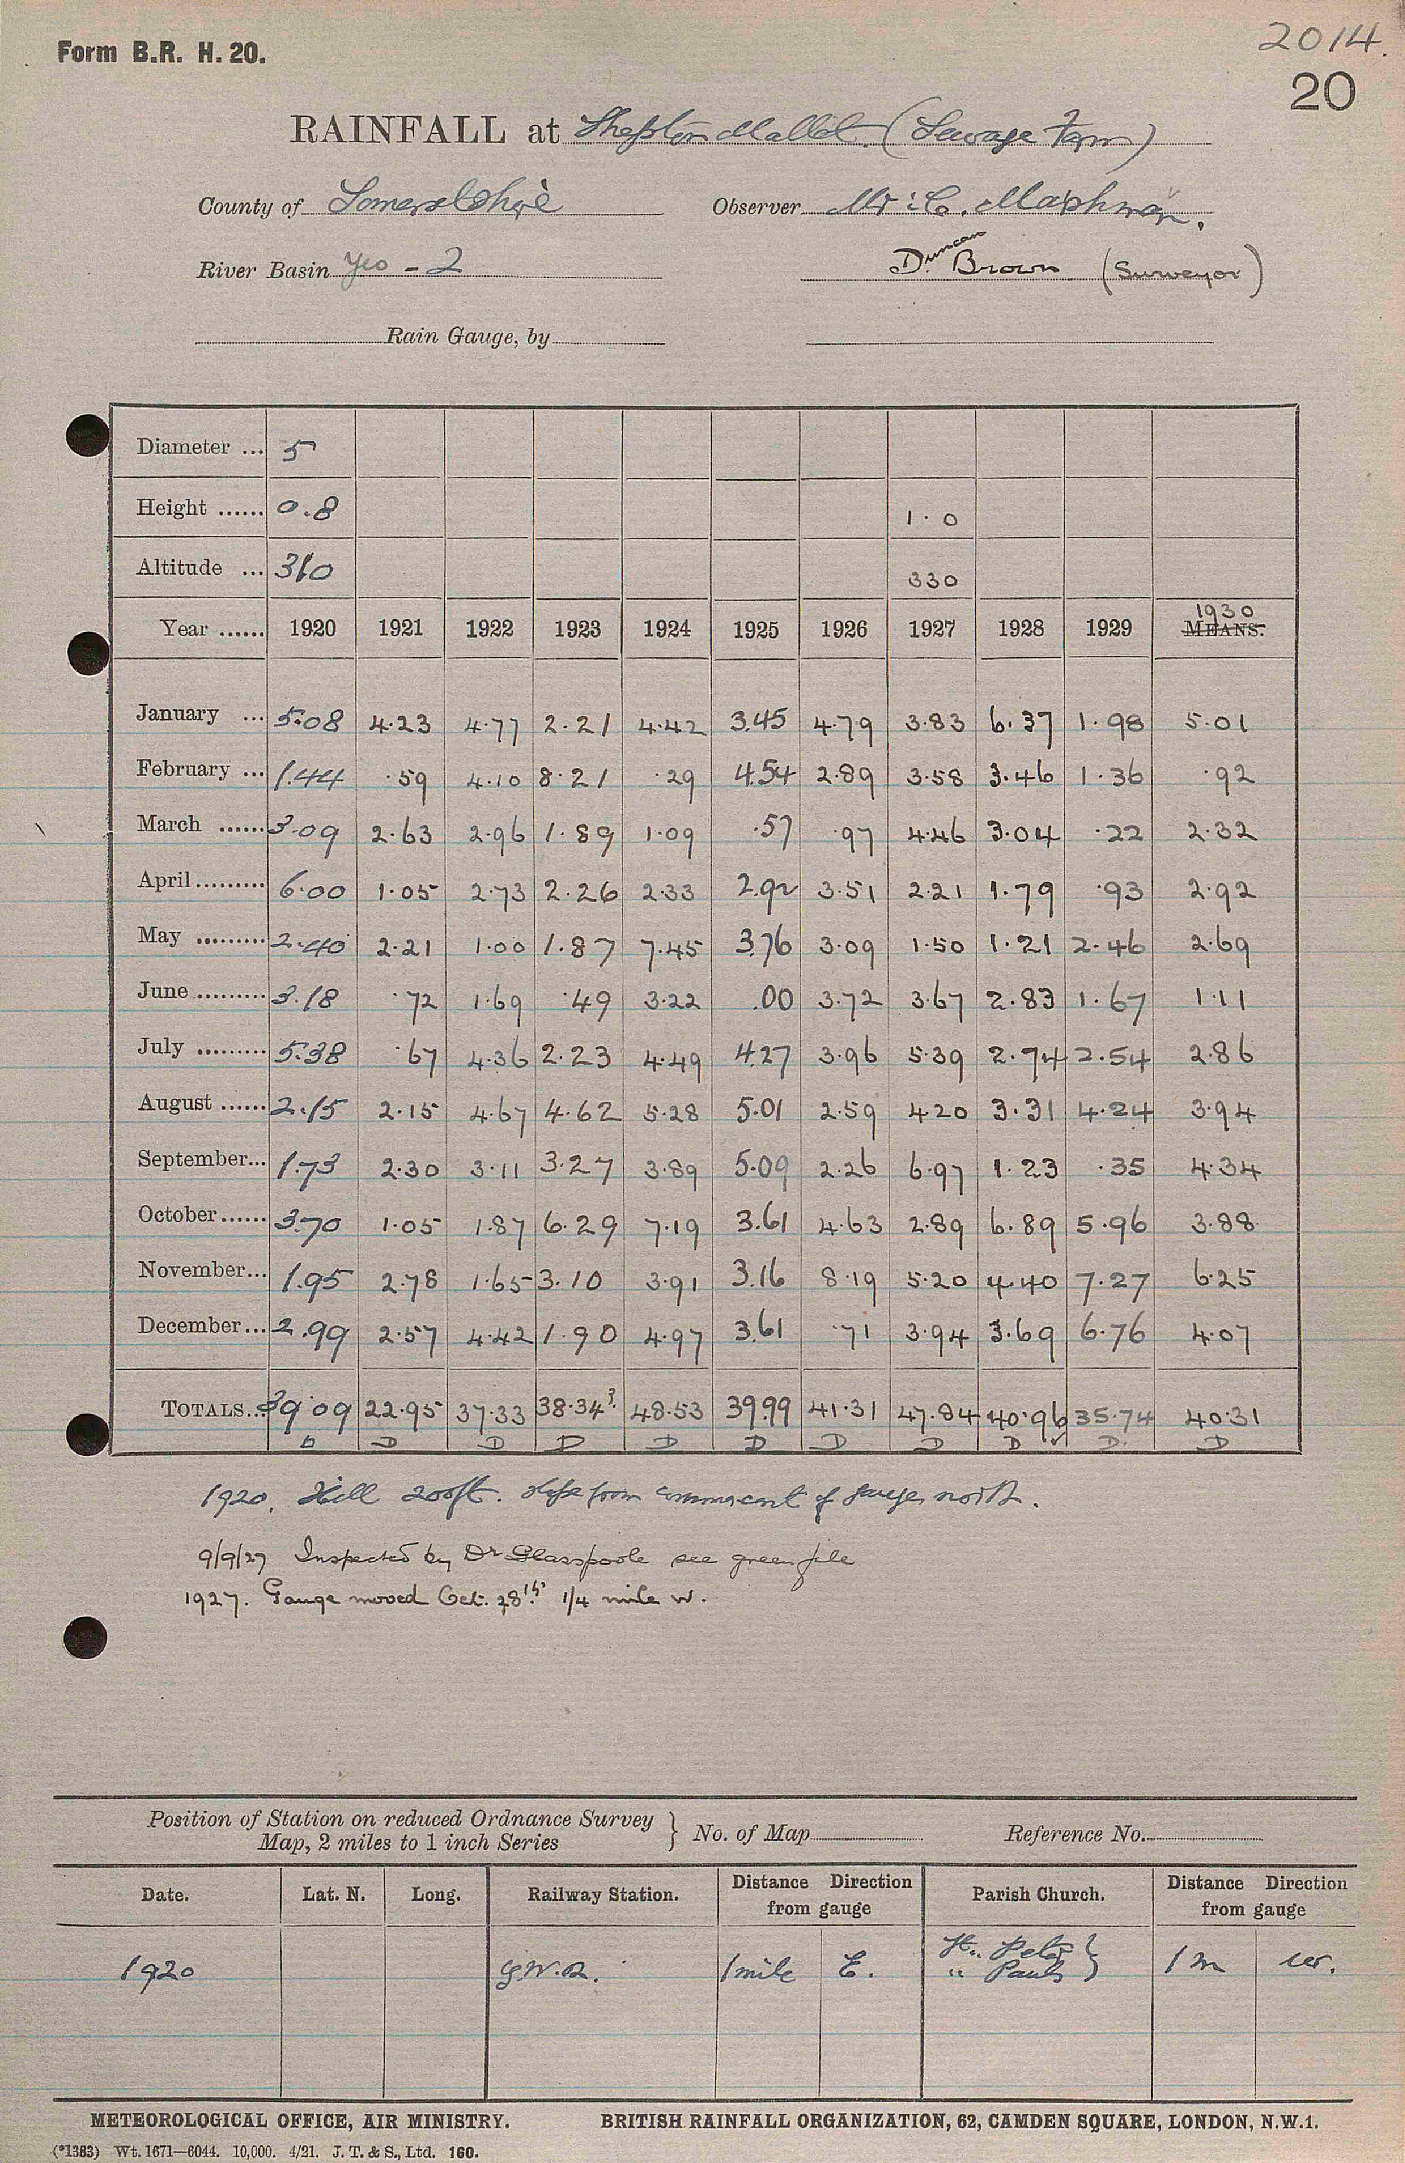 2014.
Form B.R. H. 20.
20
RAINFALL at Shepton Mallet. (Sewage Farm)
County of Somersetshire Observer Mr. C. Mashman.
River Basin Yeo - 2 Duncan Brown (Surveyor)
Rain Gauge, by
Diameter ... 5
Height ...... 0.8 1.0
Altitude ... 310 330
Year ...... 1920 1921 1922 1923 1924 1925 1926 1927 1928 1929 1930 MEANS.
January ... 5.08 4.23 4.77 2.21 4.42 3.45 4.79 3.83 6.37 1.98 5.01
February ... 1.44 .59 4.10 8.21 .29 4.54 2.89 3.58 3.46 1.36 .92
March ...... 3.09 2.63 2.96 1.89 1.09 .57 .97 4.46 3.04 .22 2.32
April......... 6.00 1.05 2.73 2.26 2.33 2.92 3.51 2.21 1.79 .93 2.92
May ......... 2.40 2.21 1.00 1.87 7.45 3.76 3.09 1.50 1.21 2.46 2.69
June ......... 3.18 .72 1.69 .49 3.22 .00 3.72 3.67 2.83 1.67 1.11
July ......... 5.38 .67 4.36 2.23 4.49 4.27 3.96 5.39 2.74 2.54 2.86
August ...... 2.15 2.15 4.67 4.62 5.28 5.01 2.59 4.20 3.31 4.24 3.94
September... 1.73 2.30 3.11 3.27 3.89 5.09 2.26 6.97 1.23 .35 4.34
October...... 3.70 1.05 1.87 6.29 7.19 3.61 4.63 2.89 6.89 5.96 3.88
November... 1.95 2.78 1.65 3.10 3.91 3.16 8.19 5.20 4.40 7.27 6.25
December... 2.99 2.57 4.42 1.90 4.97 3.61 .71 3.94 3.69 6.76 4.07
TOTALS... 39.09 22.95 37.33 38.34? 48.53 39.99 41.31 47.84 40.96 35.74 40.31
D D D D D D D D D ✓ D. D
1920. Hill 200ft. slope from of gauge north.
9/9/27 Inspected by Dr Glasspoole see green file
1927. Gauge moved Oct. 28th. 1/4 mile W.
Position of Station on reduced Ordnance Survey
Map, 2 miles to 1 inch Series } No. of Map Reference No.
Date. Lat. N. Long. Railway Station. Distance Direction from gauge Parish Church. Distance Direction from gauge
1920 G.W.R. 1 mile E. St. Peter } 1 m W.
" Pauls
METEOROLOGICAL OFFICE, AIR MINISTRY. BRITISH RAINFALL ORGANIZATION, 62, CAMDEN SQUARE, LONDON, N.W.1.
(*1383) Wt. 1671—6044. 10,000. 4/21. J. T. & S., Ltd. 160.